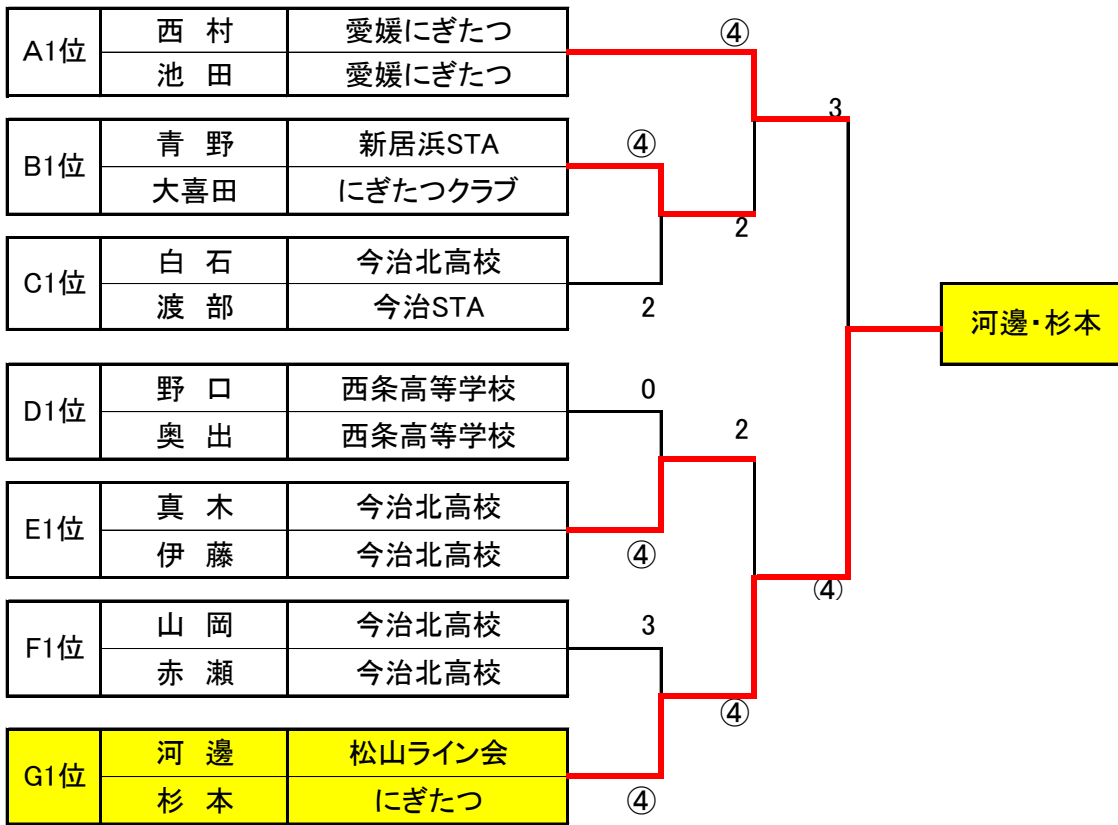 A1位 西 村 愛媛にぎたつ
池 田 愛媛にぎたつ
④
3
B1位 青 野 新居浜STA
大喜田 にぎたつクラブ
④
2
C1位 白 石 今治北高校
渡 部 今治STA
2
河邊・杉本
D1位 野 口 西条高等学校
奥 出 西条高等学校
0
2
E1位 真 木 今治北高校
伊 藤 今治北高校
④
④
F1位 山 岡 今治北高校
赤 瀬 今治北高校
3
④
G1位 河 邊 松山ライン会
杉 本 にぎたつ
④